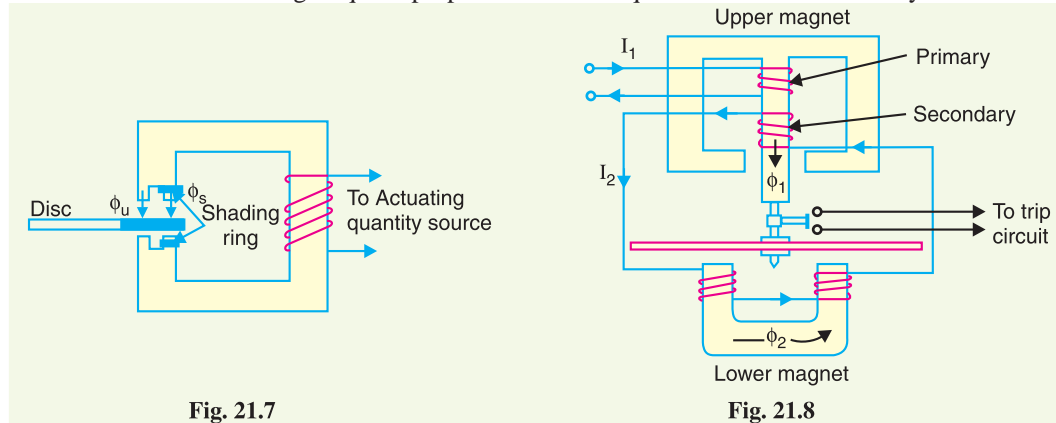 Upper magnet
I1
Primary
Secondary
I2
ϕ1
ϕu
ϕs
Disc
Shading
ring
To Actuating
quantity source
To trip
circuit
ϕ2
Lower magnet
Fig. 21.7
Fig. 21.8